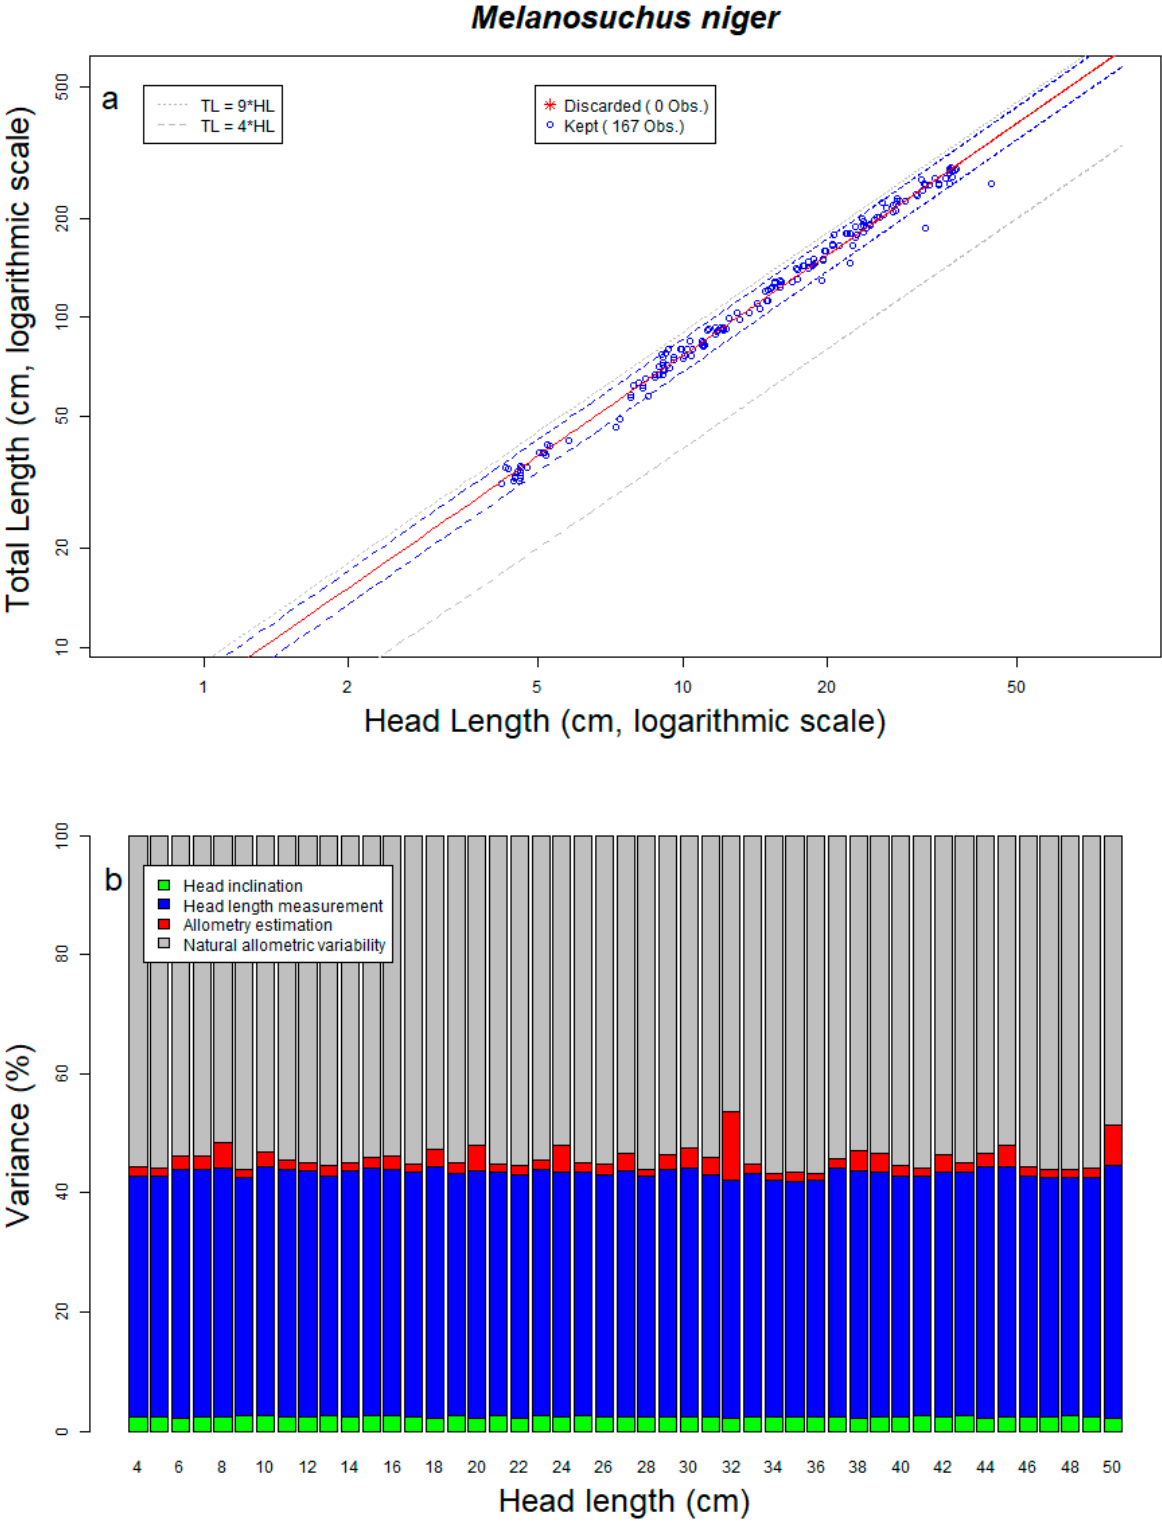 Melanosuchus niger
a
TL = 9*HL
TL = 4*HL
Discarded ( 0 Obs.)
Kept ( 167 Obs.)
Total Length (cm, logarithmic scale)
500
200
100
50
20
10
1 2 5 10 20 50
Head Length (cm, logarithmic scale)
b
Head inclination
Head length measurement
Allometry estimation
Natural allometric variability
Variance (%)
100
80
60
40
20
0
4 6 8 10 12 14 16 18 20 22 24 26 28 30 32 34 36 38 40 42 44 46 48 50
Head length (cm)